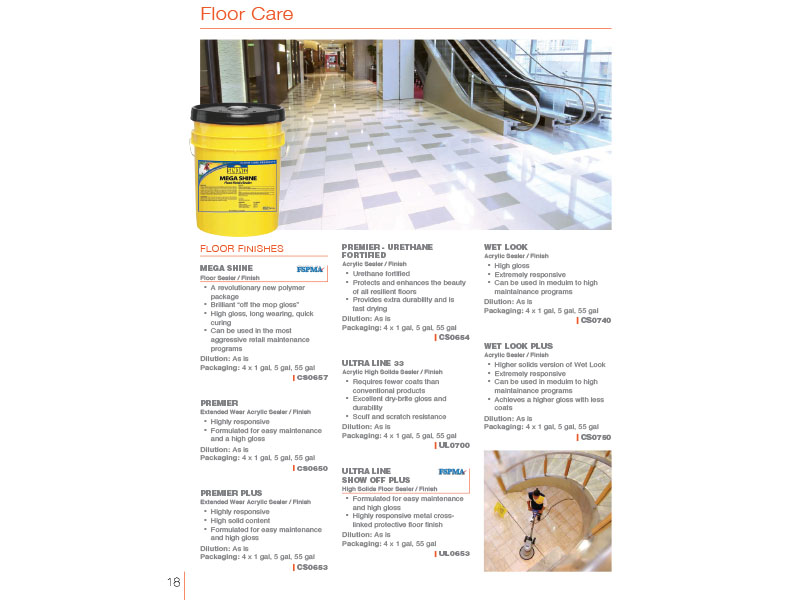 Floor Care
MEGA SHINE
Floor Finish/Sealer
FLOOR FINISHES
MEGA SHINE
FSPMA
Floor Sealer / Finish
• A revolutionary new polymer
package
• Brilliant "off the mop gloss"
• High gloss, long wearing, quick
curing
• Can be used in the most
aggressive retail maintenance
programs
Dilution: As is
Packaging: 4 x 1 gal, 5 gal, 55 gal
CS0657
PREMIER
Extended Wear Acrylic Sealer / Finish
• Highly responsive
• Formulated for easy maintenance
and a high gloss
Dilution: As is
Packaging: 4 x 1 gal, 5 gal, 55 gal
CS0650
PREMIER PLUS
Extended Wear Acrylic Sealer / Finish
• Highly responsive
• High solid content
• Formulated for easy maintenance
and high gloss
Dilution: As is
Packaging: 4 x 1 gal, 5 gal, 55 gal
CS0653
PREMIER - URETHANE
FORTIFIED
Acrylic Sealer / Finish
• Urethane fortified
• Protects and enhances the beauty
of all resilient floors
• Provides extra durability and is
fast drying
Dilution: As is
Packaging: 4 x 1 gal, 5 gal, 55 gal
CS0654
ULTRA LINE 33
Acrylic High Solids Sealer / Finish
• Requires fewer coats than
conventional products
• Excellent dry-brite gloss and
durability
• Scuff and scratch resistance
Dilution: As is
Packaging: 4 x 1 gal, 5 gal, 55 gal
UL0700
ULTRA LINE
SHOW OFF PLUS
FSPMA
High Solids Floor Sealer / Finish
• Formulated for easy maintenance
and high gloss
• Highly responsive metal cross-
linked protective floor finish
Dilution: As is
Packaging: 4 x 1 gal, 5 gal, 55 gal
UL0653
WET LOOK
Acrylic Sealer / Finish
• High gloss
• Extremely responsive
• Can be used in meduim to high
maintainance programs
Dilution: As is
Packaging: 4 x 1 gal, 5 gal, 55 gal
CS0740
WET LOOK PLUS
Acrylic Sealer / Finish
• Higher solids version of Wet Look
• Extremely responsive
• Can be used in meduim to high
maintainance programs
• Achieves a higher gloss with less
coats
Dilution: As is
Packaging: 4 x 1 gal, 5 gal, 55 gal
CS0750
18